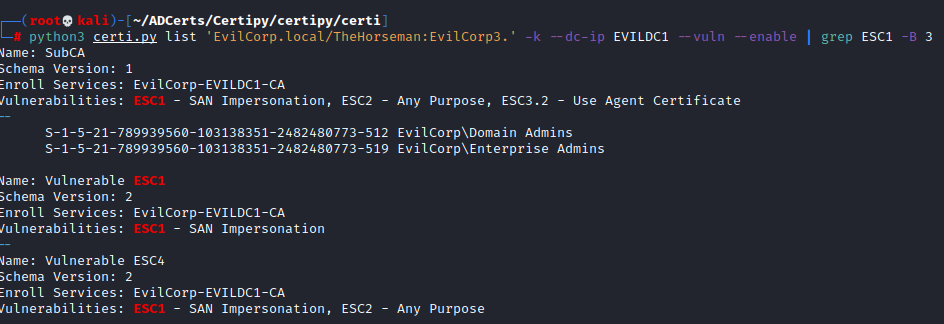 (root💀kali)-[~/ADCerts/Certipy/certipy/certi]
# python3 certi.py list 'EvilCorp.local/TheHorseman:EvilCorp3.' -k --dc-ip EVILDC1 --vuln --enable | grep ESC1 -B 3
Name: SubCA
Schema Version: 1
Enroll Services: EvilCorp-EVILDC1-CA
Vulnerabilities: ESC1 - SAN Impersonation, ESC2 - Any Purpose, ESC3.2 - Use Agent Certificate
--
S-1-5-21-789939560-103138351-2482480773-512 EvilCorp\Domain Admins
S-1-5-21-789939560-103138351-2482480773-519 EvilCorp\Enterprise Admins
Name: Vulnerable ESC1
Schema Version: 2
Enroll Services: EvilCorp-EVILDC1-CA
Vulnerabilities: ESC1 - SAN Impersonation
--
Name: Vulnerable ESC4
Schema Version: 2
Enroll Services: EvilCorp-EVILDC1-CA
Vulnerabilities: ESC1 - SAN Impersonation, ESC2 - Any Purpose